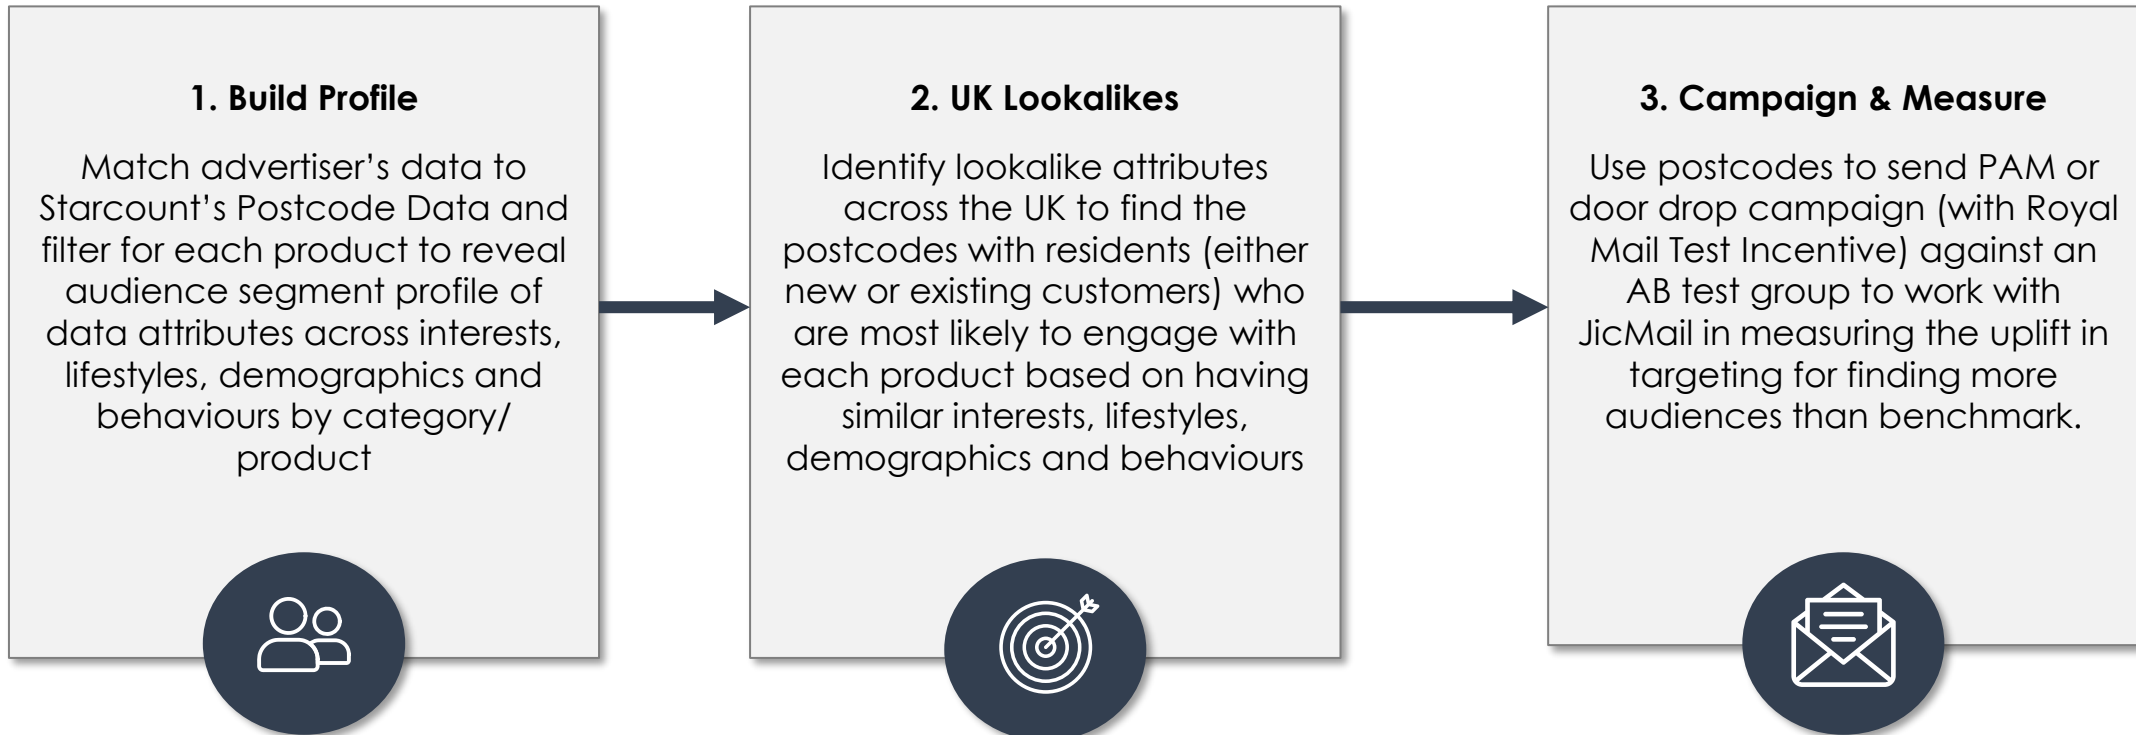 1. Build Profile
Match advertiser’s data to
Starcount’s Postcode Data and
filter for each product to reveal
audience segment profile of
data attributes across interests,
lifestyles, demographics and
behaviours by category/
product
2. UK Lookalikes
Identify lookalike attributes
across the UK to find the
postcodes with residents (either
new or existing customers) who
are most likely to engage with
each product based on having
similar interests, lifestyles,
demographics and behaviours
3. Campaign & Measure
Use postcodes to send PAM or
door drop campaign (with Royal
Mail Test Incentive) against an
AB test group to work with
JicMail in measuring the uplift in
targeting for finding more
audiences than benchmark.